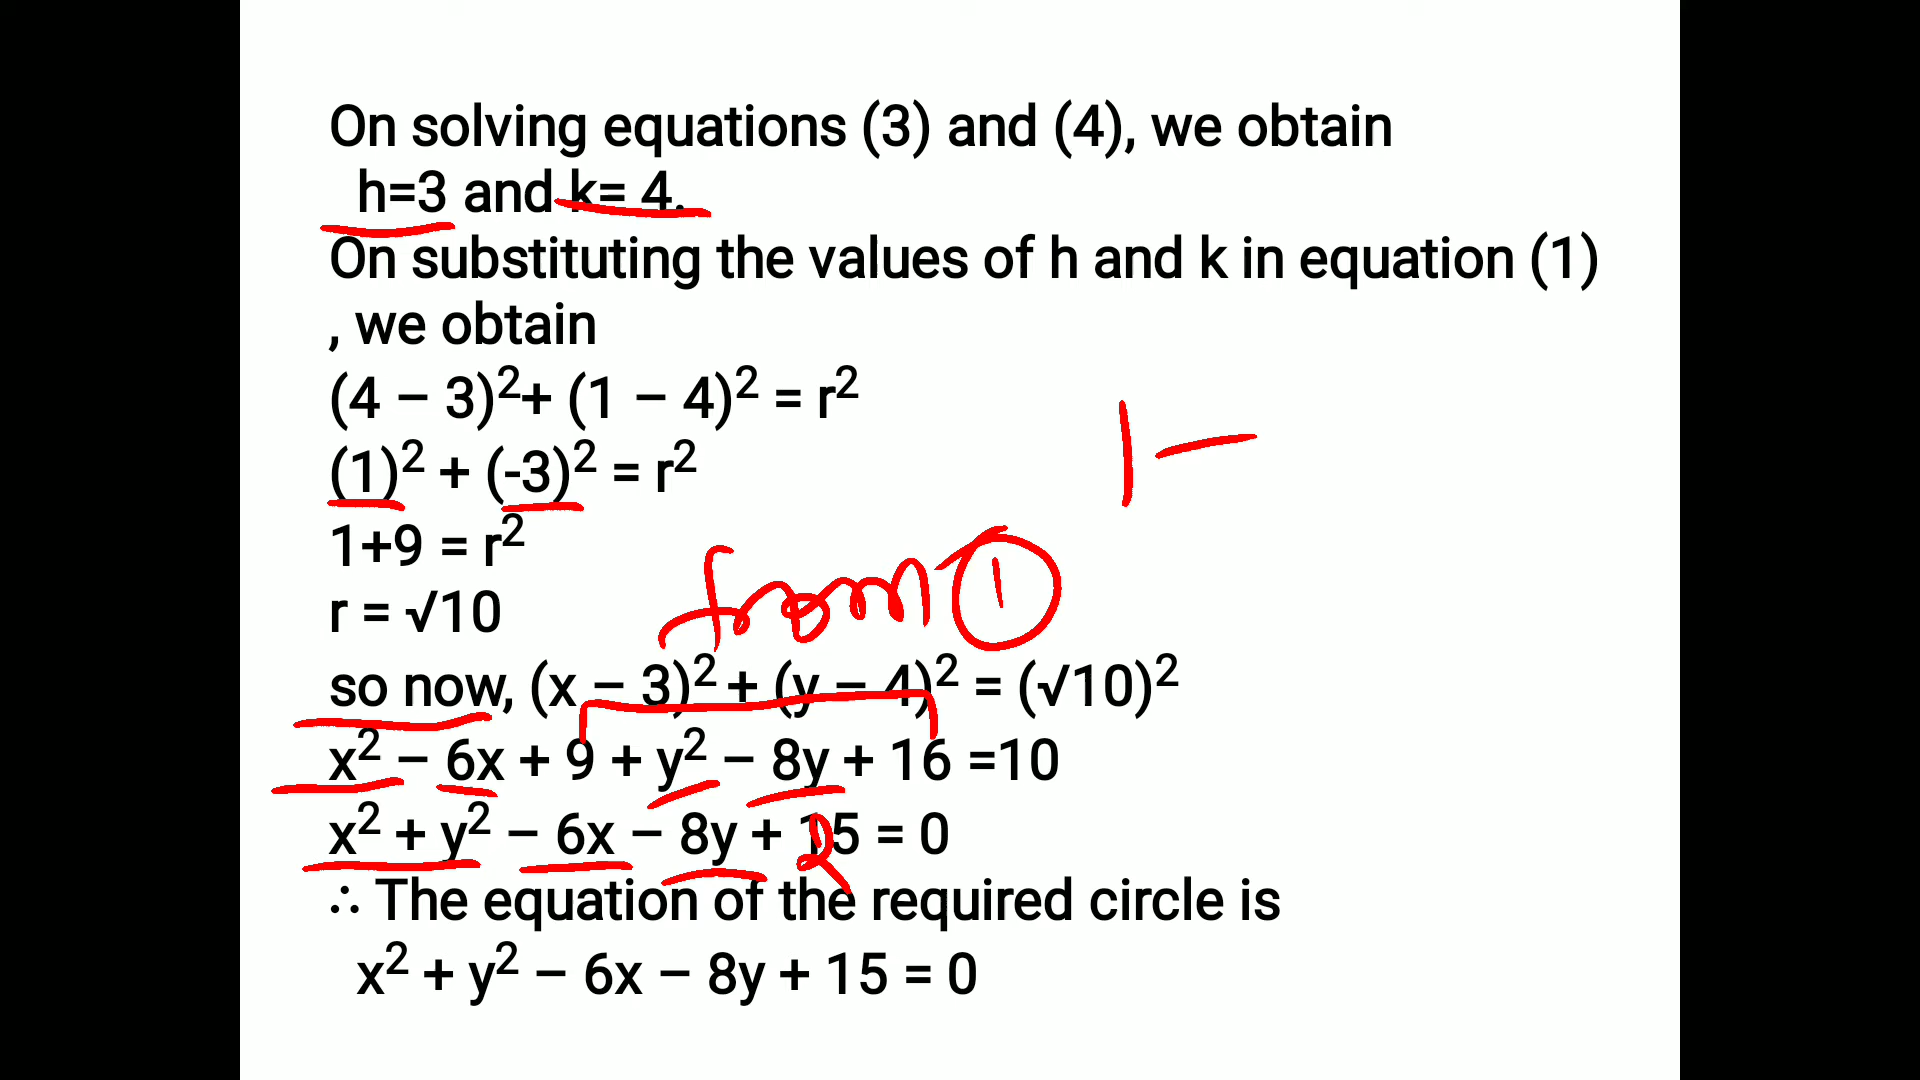 On solving equations (3) and (4), we obtain
h=3 and k= 4.
On substituting the values of h and k in equation (1)
, we obtain
(4 – 3)²+ (1 – 4)² = r²
1 –
(1)² + (-3)² = r²
1+9 = r²
from ①
r = √10
so now, (x – 3)² + (y – 4)² = (√10)²
x² – 6x + 9 + y² – 8y + 16 =10
x² + y² – 6x – 8y + 15 = 0
2
∴ The equation of the required circle is
x² + y² – 6x – 8y + 15 = 0